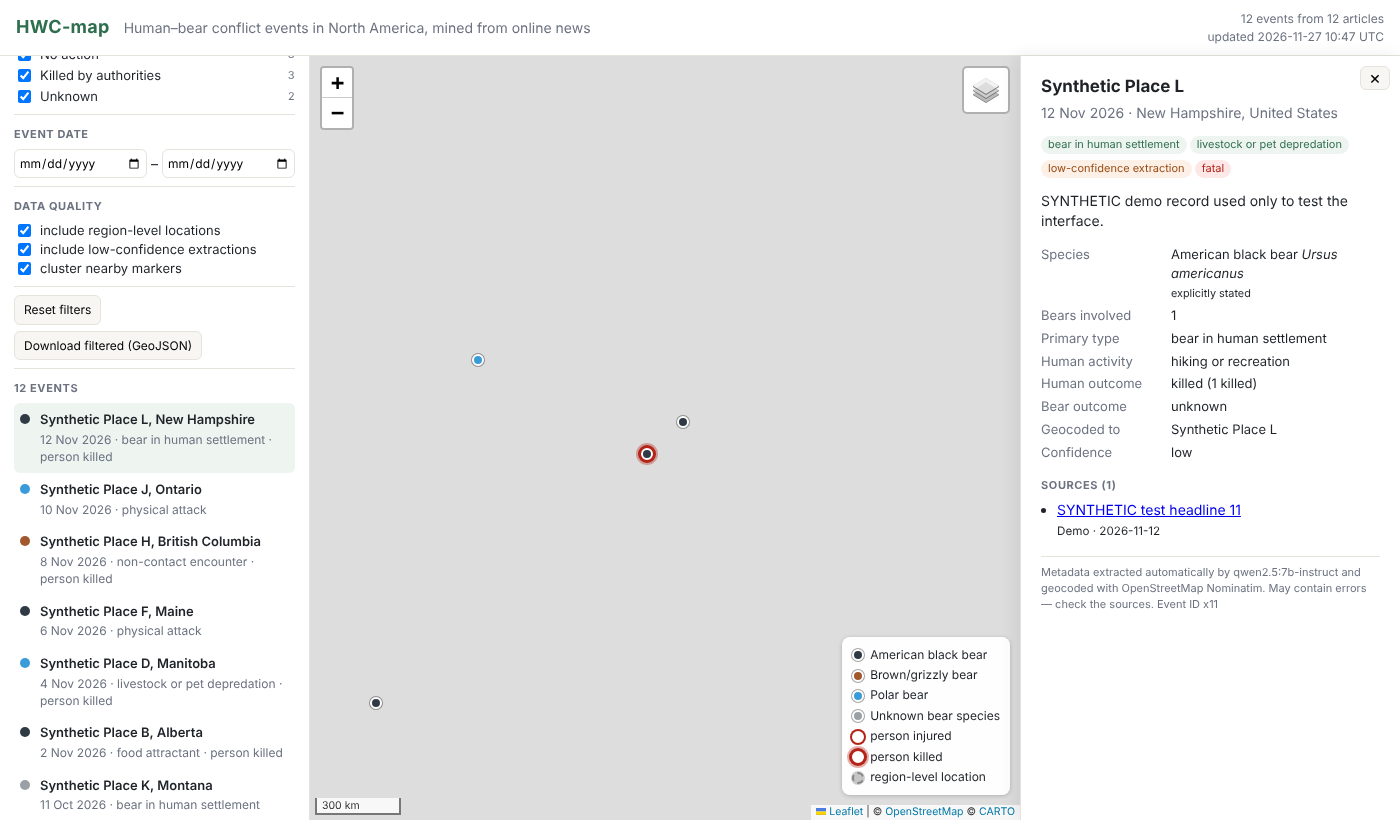 HWC-map Human–bear conflict events in North America, mined from online news
12 events from 12 articles
updated 2026-11-27 10:47 UTC
No action
Killed by authorities 3
Unknown 2
EVENT DATE
mm/dd/yyyy – mm/dd/yyyy
DATA QUALITY
include region-level locations
include low-confidence extractions
cluster nearby markers
Reset filters
Download filtered (GeoJSON)
12 EVENTS
Synthetic Place L, New Hampshire
12 Nov 2026 · bear in human settlement ·
person killed
Synthetic Place J, Ontario
10 Nov 2026 · physical attack
Synthetic Place H, British Columbia
8 Nov 2026 · non-contact encounter ·
person killed
Synthetic Place F, Maine
6 Nov 2026 · physical attack
Synthetic Place D, Manitoba
4 Nov 2026 · livestock or pet depredation ·
person killed
Synthetic Place B, Alberta
2 Nov 2026 · food attractant · person killed
Synthetic Place K, Montana
11 Oct 2026 · bear in human settlement
+
−
300 km
American black bear
Brown/grizzly bear
Polar bear
Unknown bear species
person injured
person killed
region-level location
Leaflet | © OpenStreetMap © CARTO
Synthetic Place L
×
12 Nov 2026 · New Hampshire, United States
bear in human settlement livestock or pet depredation
low-confidence extraction fatal
SYNTHETIC demo record used only to test the
interface.
Species American black bear Ursus
americanus
explicitly stated
Bears involved 1
Primary type bear in human settlement
Human activity hiking or recreation
Human outcome killed (1 killed)
Bear outcome unknown
Geocoded to Synthetic Place L
Confidence low
SOURCES (1)
SYNTHETIC test headline 11
Demo · 2026-11-12
Metadata extracted automatically by qwen2.5:7b-instruct and
geocoded with OpenStreetMap Nominatim. May contain errors
— check the sources. Event ID x11